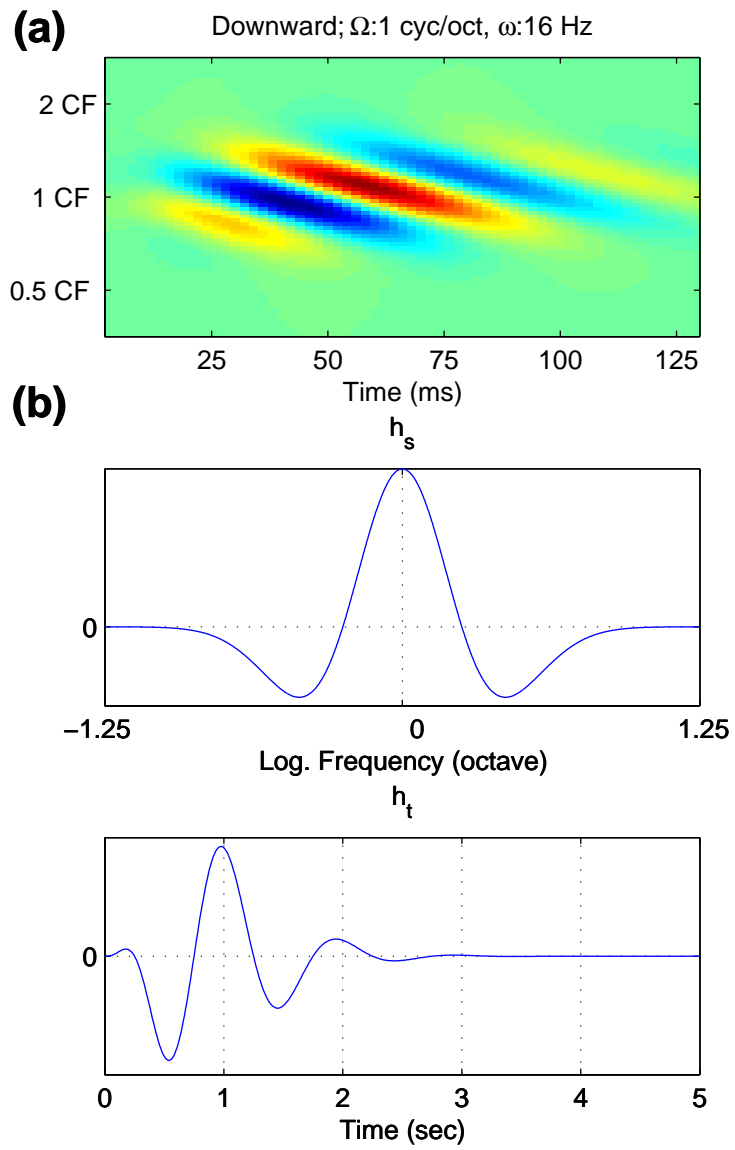 (a)
Downward; Ω:1 cyc/oct, ω:16 Hz
2 CF
1 CF
0.5 CF
25 50 75 100 125
Time (ms)
(b)
h_s
0
−1.25 0 1.25
Log. Frequency (octave)
h_t
0
0 1 2 3 4 5
Time (sec)